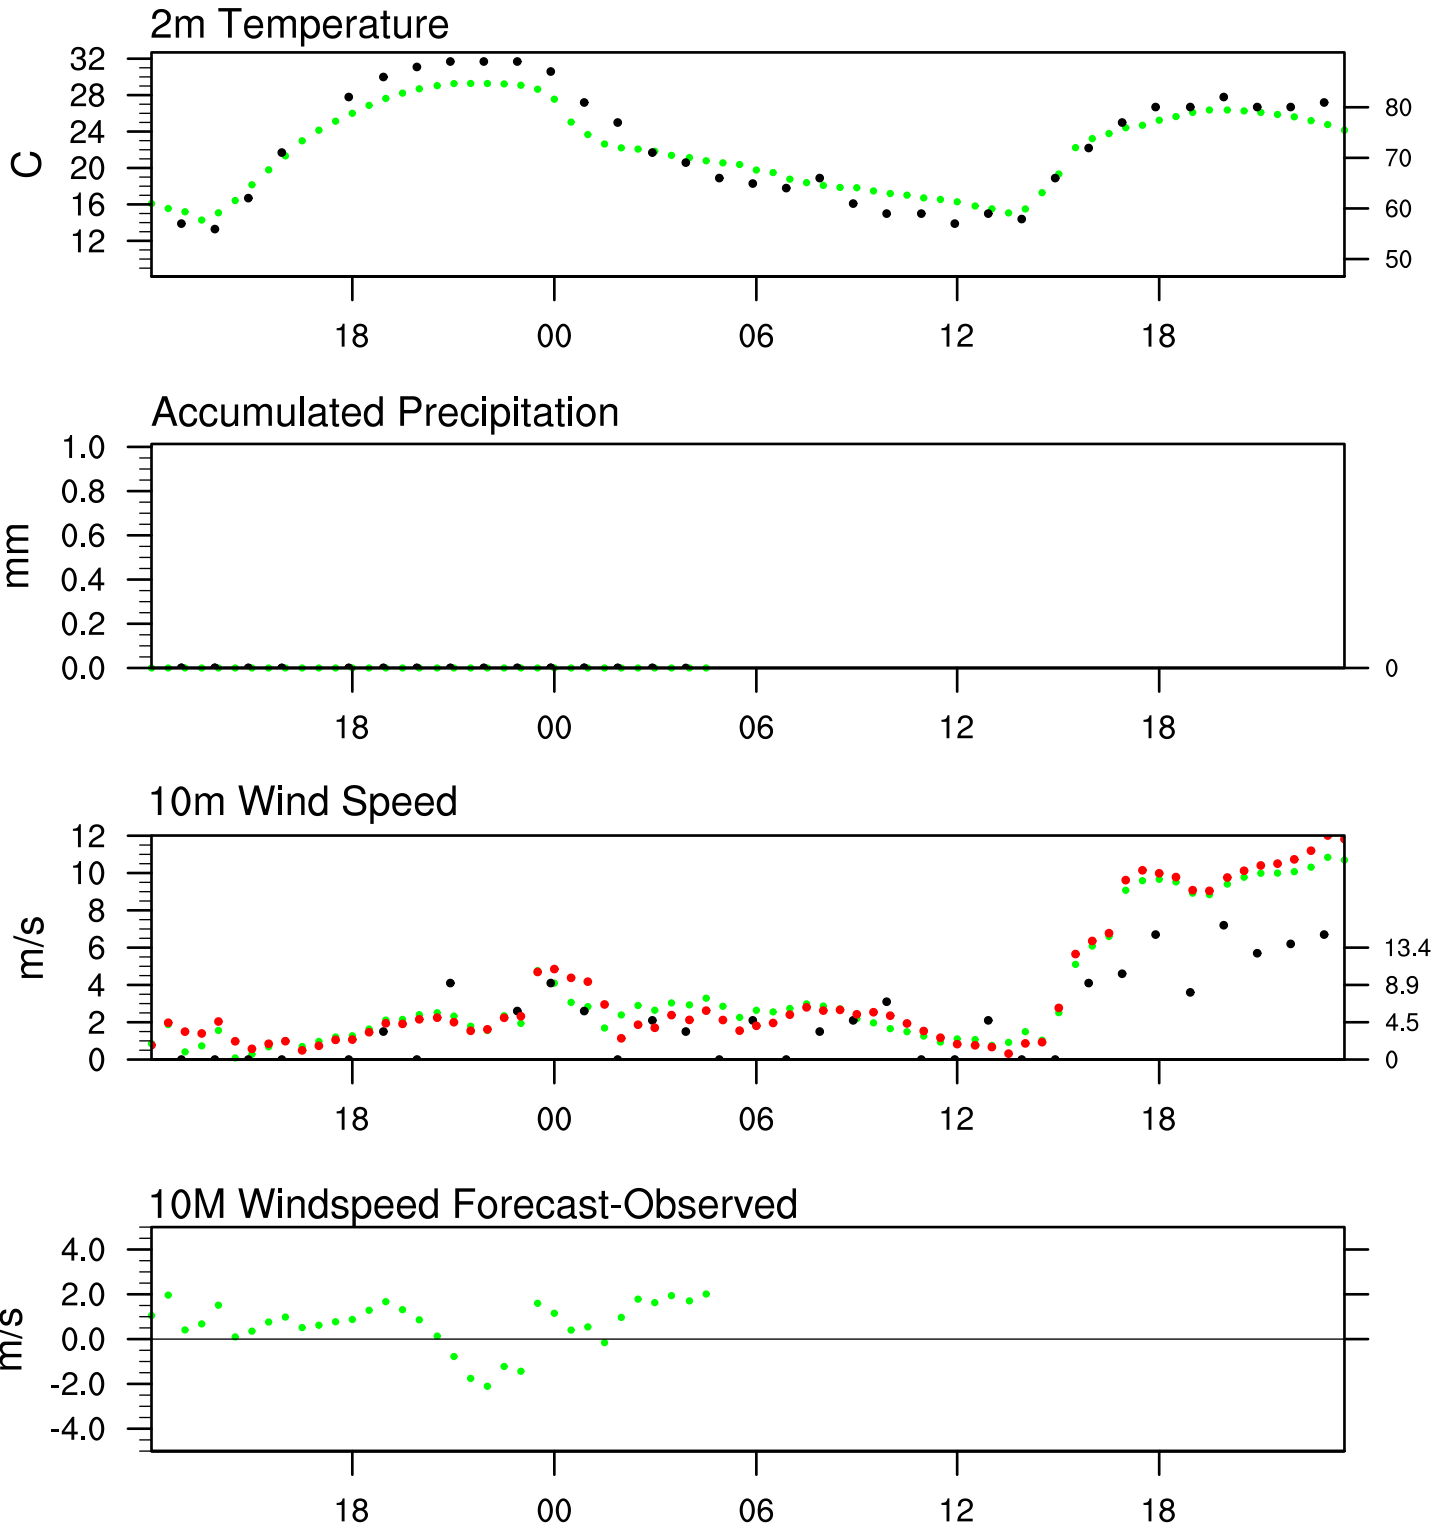 2m Temperature
32
28
24
20
16
12
C
80
70
60
50
18 00 06 12 18
Accumulated Precipitation
1.0
0.8
0.6
0.4
0.2
0.0
mm
0
18 00 06 12 18
10m Wind Speed
12
10
8
6
4
2
0
m/s
13.4
8.9
4.5
0
18 00 06 12 18
10M Windspeed Forecast-Observed
4.0
2.0
0.0
-2.0
-4.0
m/s
18 00 06 12 18